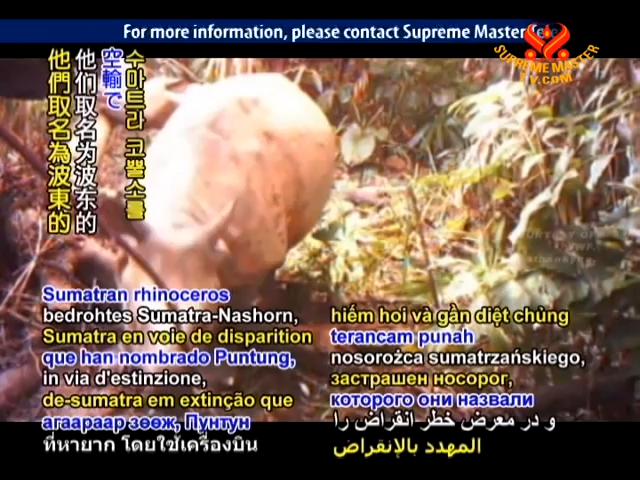 For more information, please contact Supreme Master Tele
SUPREME MASTER
TV.COM
他們取名為波東的
他们取名为波东的
空輸で
수마트라 코뿔소를
Sumatran rhinoceros
bedrohtes Sumatra-Nashorn,
Sumatra en voie de disparition
que han nombrado Puntung,
in via d'estinzione,
de-sumatra em extinção que
агаараар зөөж, Пунтун
ที่หายาก โดยใช้เครื่องบิน
hiếm hoi và gần diệt chủng
terancam punah
nosorożca sumatrzańskiego,
застрашен носорог,
которого они назвали
و در معرض خطر انقراض را
المهدد بالإنقراض